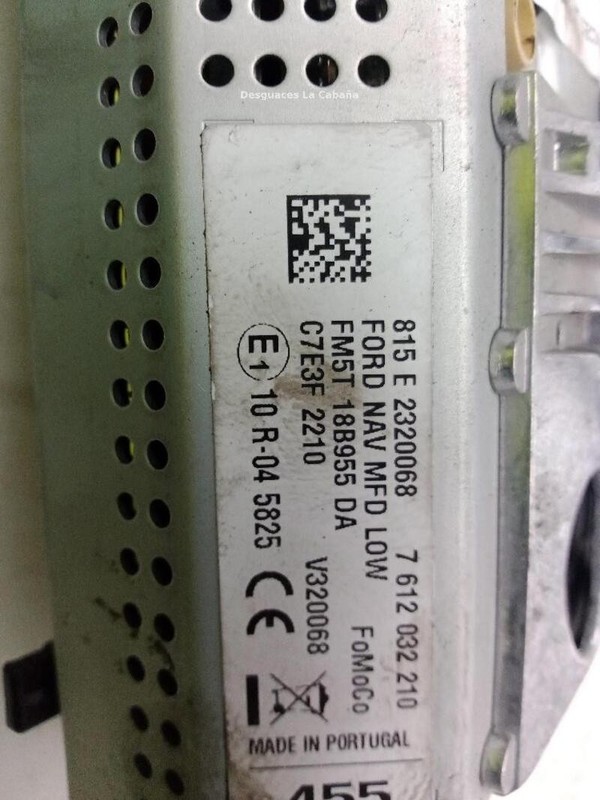 Desguaces La Cabaña
815 E 2320068 7 612 032 210
FORD NAV MFD LOW
FM5T 18B955 DA FoMoCo
C7E3F 2210 V320068
E1 10 R-04 5825 CE
MADE IN PORTUGAL
455